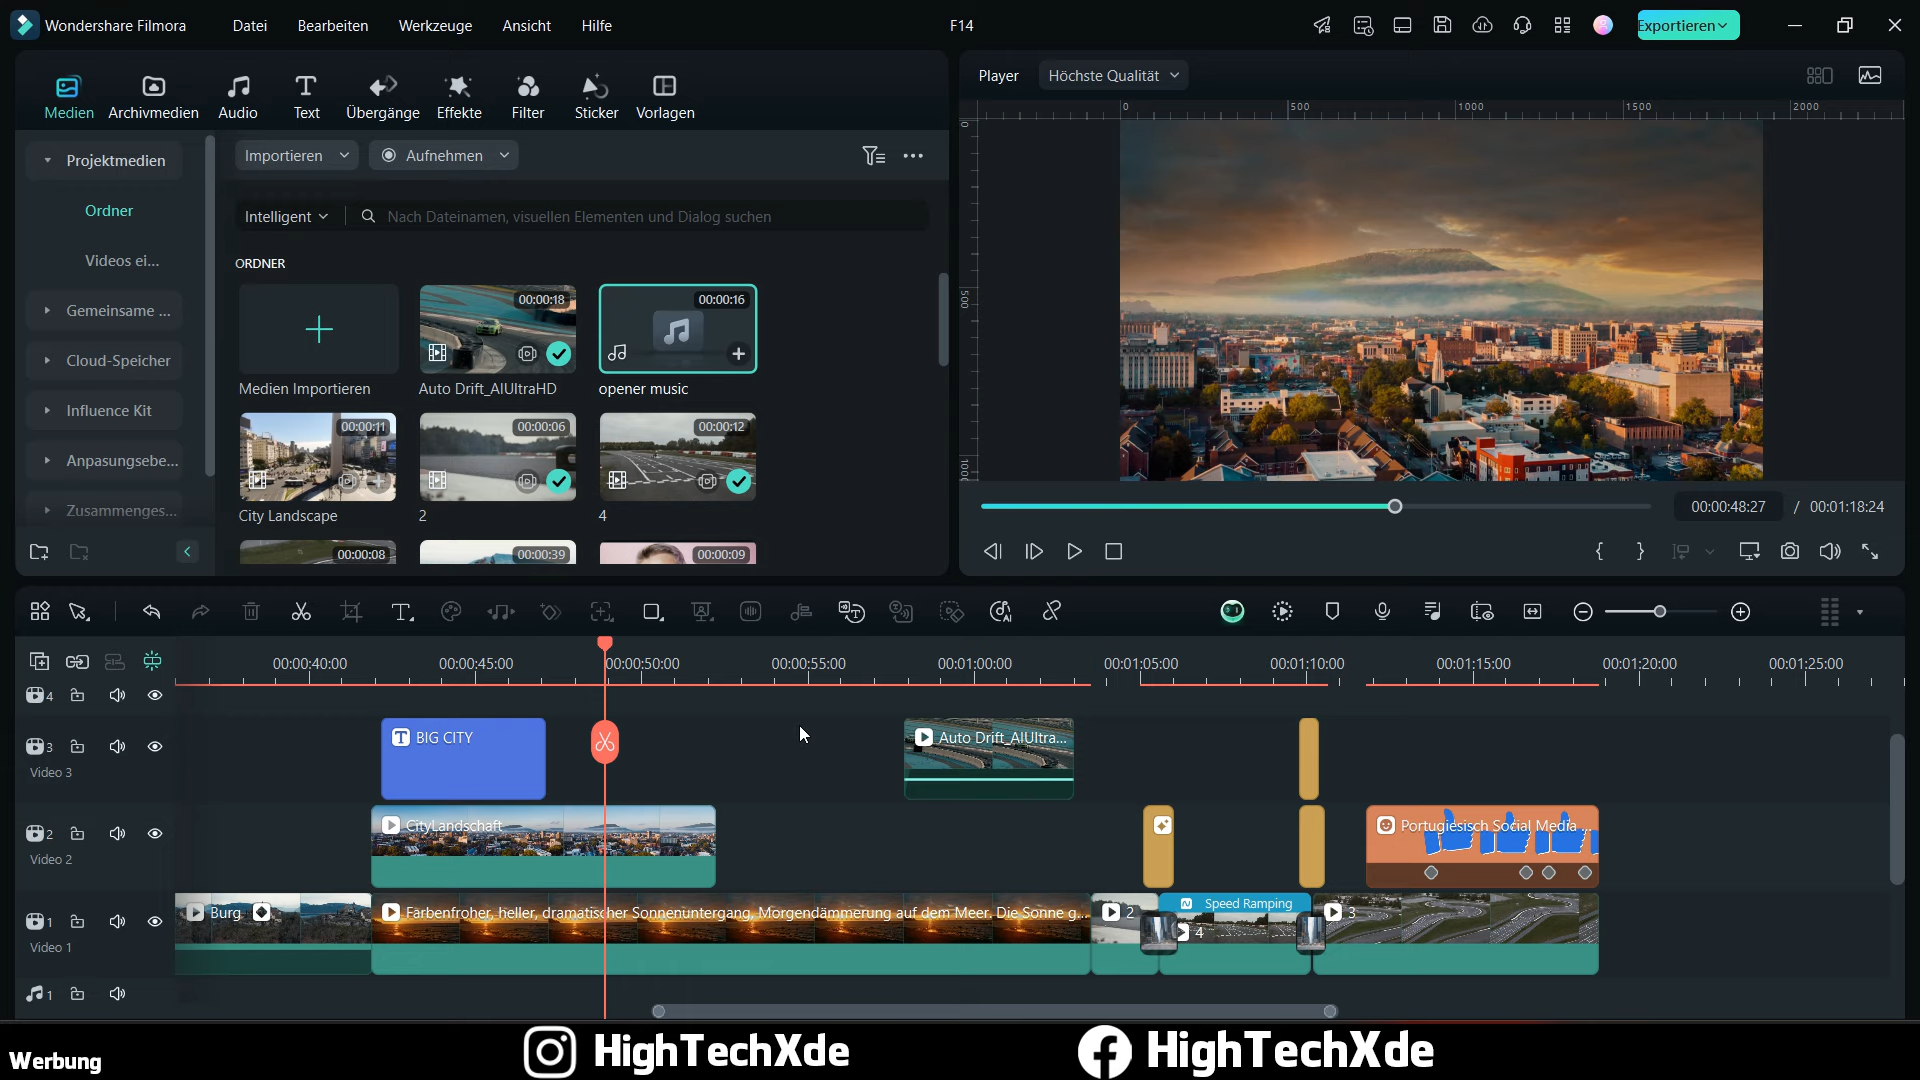 Wondershare Filmora
Datei
Bearbeiten
Werkzeuge
Ansicht
Hilfe
F14
Exportieren
Medien
Archivmedien
Audio
Text
Übergänge
Effekte
Filter
Sticker
Vorlagen
Player
Höchste Qualität
Projektmedien
Ordner
Videos ei...
Gemeinsame ...
Cloud-Speicher
Influence Kit
Anpasungsebe...
Zusammenges...
Importieren
Aufnehmen
Intelligent
Nach Dateinamen, visuellen Elementen und Dialog suchen
ORDNER
00:00:18
00:00:16
Medien Importieren
Auto Drift_AIUltraHD
opener music
00:00:11
00:00:06
00:00:12
City Landscape
2
4
00:00:08
00:00:39
00:00:09
0
500
1000
1500
2000
0
500
1000
00:00:48:27 / 00:01:18:24
00:00:40:00
00:00:45:00
00:00:50:00
00:00:55:00
00:01:00:00
00:01:05:00
00:01:10:00
00:01:15:00
00:01:20:00
00:01:25:00
4
3
Video 3
BIG CITY
Auto Drift_AIUltra...
2
Video 2
CityLandschaft
Portugiesisch Social Media ...
1
Video 1
Burg
Farbenfroher, heller, dramatischer Sonnenuntergang, Morgendämmerung auf dem Meer. Die Sonne g...
2
Speed Ramping
4
3
1
Werbung
HighTechXde
HighTechXde